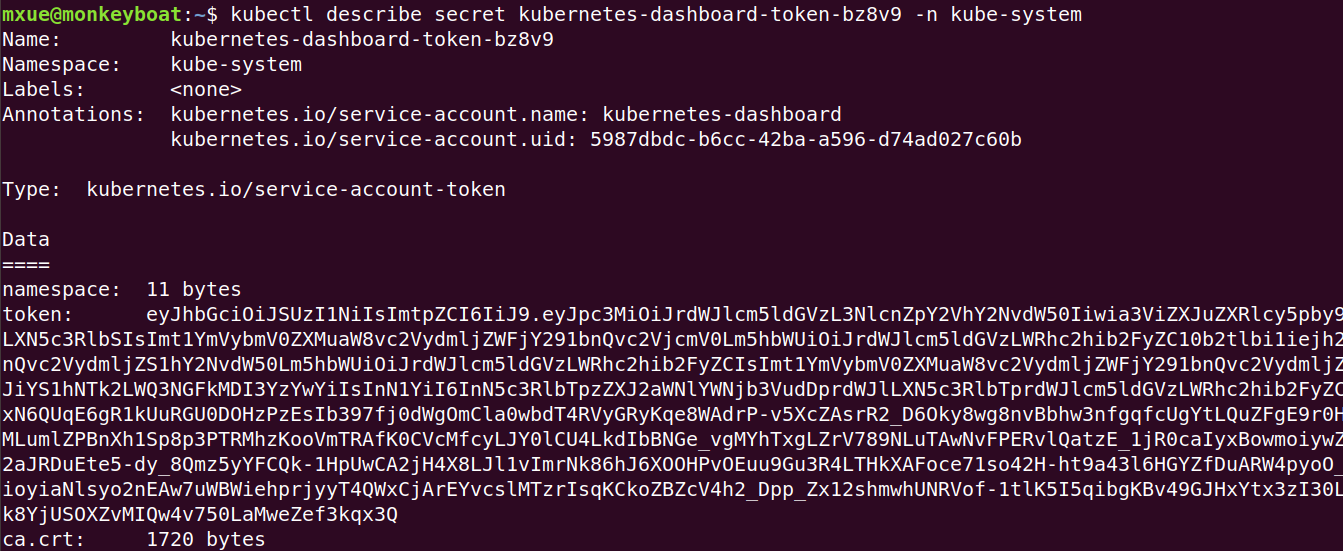 mxue@monkeyboat:~$ kubectl describe secret kubernetes-dashboard-token-bz8v9 -n kube-system
Name:         kubernetes-dashboard-token-bz8v9
Namespace:    kube-system
Labels:       <none>
Annotations:  kubernetes.io/service-account.name: kubernetes-dashboard
              kubernetes.io/service-account.uid: 5987dbdc-b6cc-42ba-a596-d74ad027c60b
Type:  kubernetes.io/service-account-token
Data
====
namespace:  11 bytes
token:      eyJhbGciOiJSUzI1NiIsImtpZCI6IiJ9.eyJpc3MiOiJrdWJlcm5ldGVzL3NlcnZpY2VhY2NvdW50Iiwia3ViZXJuZXRlcy5pby9
LXN5c3RlbSIsImt1YmVybmV0ZXMuaW8vc2VydmljZWFjY291bnQvc2VjcmV0Lm5hbWUiOiJrdWJlcm5ldGVzLWRhc2hib2FyZC10b2tlbi1iejh2
nQvc2VydmljZS1hY2NvdW50Lm5hbWUiOiJrdWJlcm5ldGVzLWRhc2hib2FyZCIsImt1YmVybmV0ZXMuaW8vc2VydmljZWFjY291bnQvc2VydmljZ
JiYS1hNTk2LWQ3NGFkMDI3YzYwYiIsInN1YiI6InN5c3RlbTpzZXJ2aWNlYWNjb3VudDprdWJlLXN5c3RlbTprdWJlcm5ldGVzLWRhc2hib2FyZC
xN6QUqE6gR1kUuRGU0DOHzPzEsIb397fj0dWgOmCla0wbdT4RVyGRyKqe8WAdrP-v5XcZAsrR2_D6Oky8wg8nvBbhw3nfgqfcUgYtLQuZFgE9r0H
MLumlZPBnXh1Sp8p3PTRMhzKooVmTRAfK0CVcMfcyLJY0lCU4LkdIbBNGe_vgMYhTxgLZrV789NLuTAwNvFPERvlQatzE_1jR0caIyxBowmoiywZ
2aJRDuEte5-dy_8Qmz5yYFCQk-1HpUwCA2jH4X8LJl1vImrNk86hJ6XOOHPvOEuu9Gu3R4LTHkXAFoce71so42H-ht9a43l6HGYZfDuARW4pyoO_
ioyiaNlsyo2nEAw7uWBWiehprjyyT4QWxCjArEYvcslMTzrIsqKCkoZBZcV4h2_Dpp_Zx12shmwhUNRVof-1tlK5I5qibgKBv49GJHxYtx3zI30L
k8YjUSOXZvMIQw4v750LaMweZef3kqx3Q
ca.crt:     1720 bytes